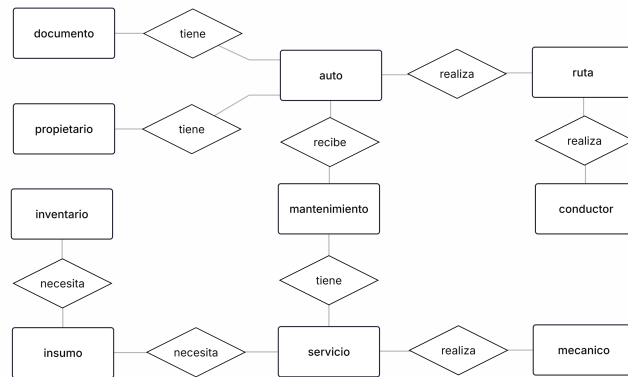 documento
tiene
auto
realiza
ruta
propietario
tiene
recibe
realiza
inventario
mantenimiento
conductor
necesita
tiene
insumo
necesita
servicio
realiza
mecanico